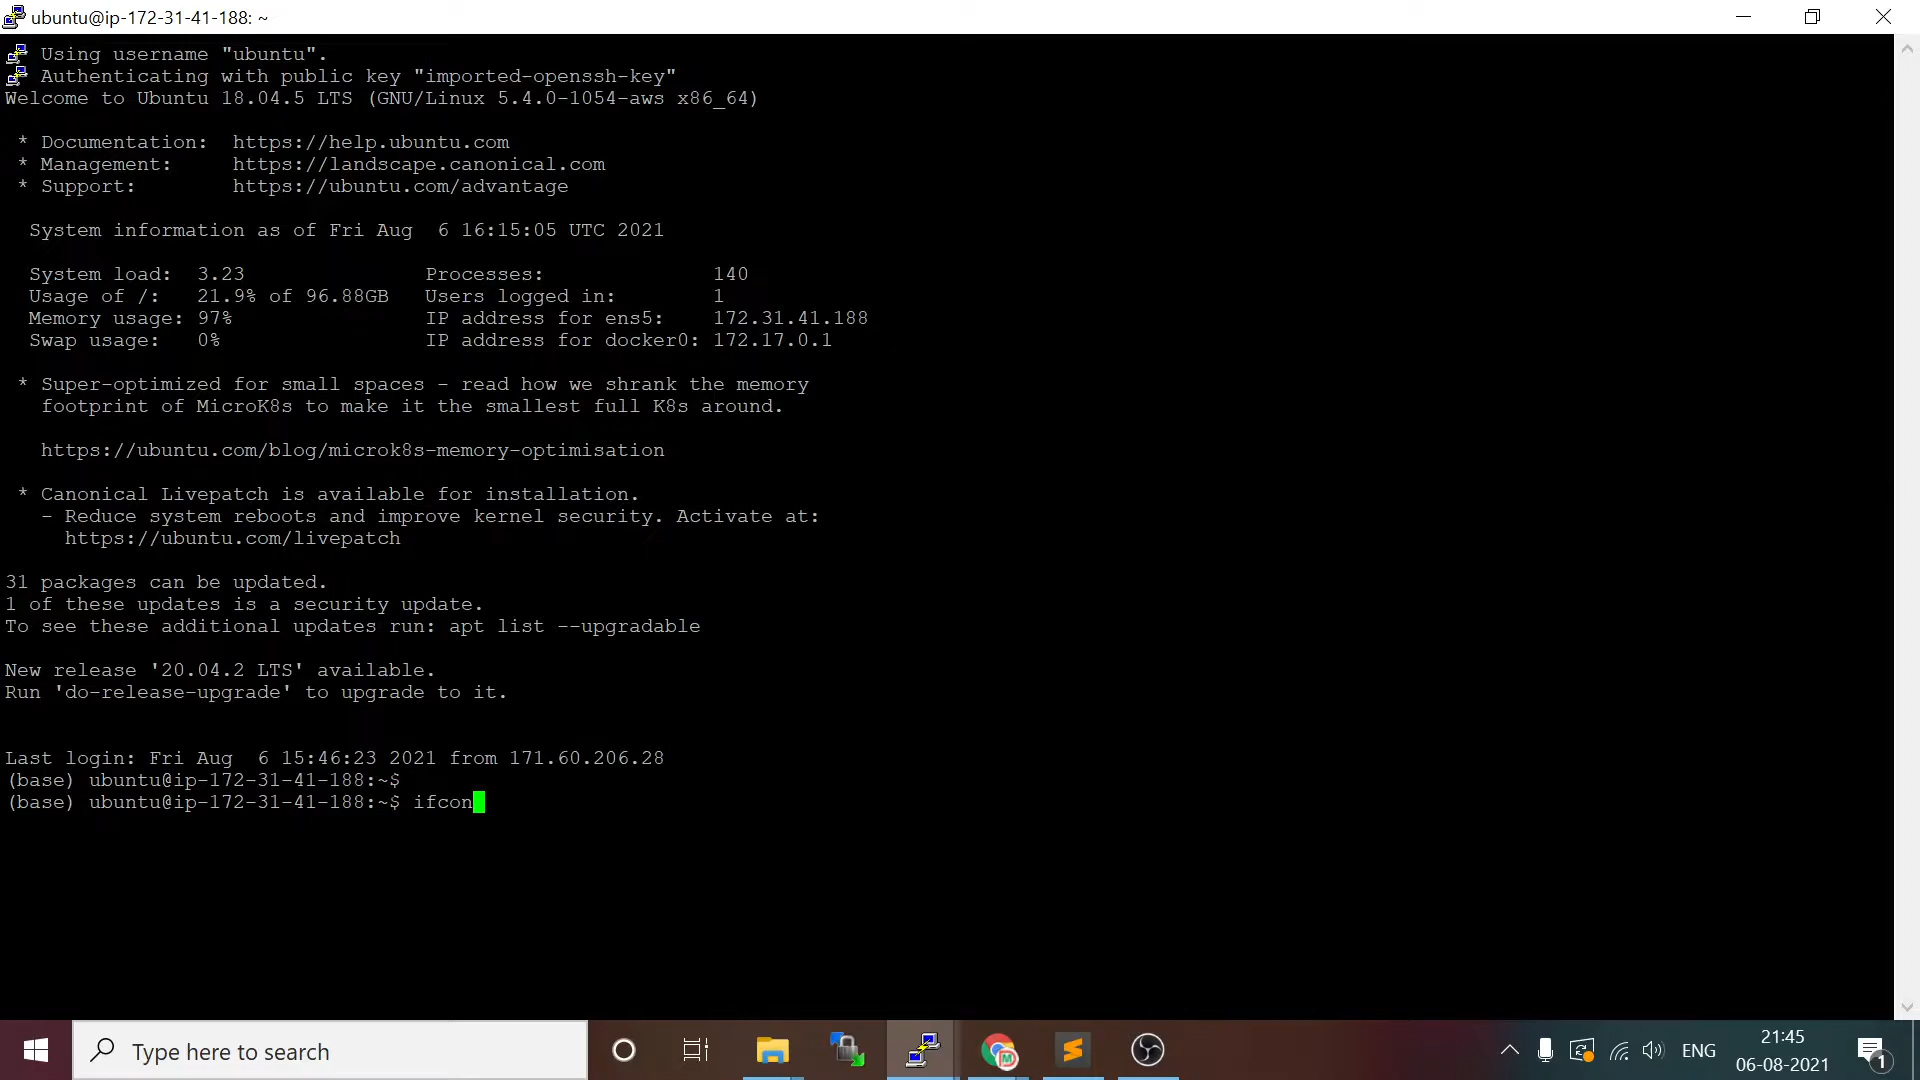 ubuntu@ip-172-31-41-188: ~
Using username "ubuntu".
Authenticating with public key "imported-openssh-key"
Welcome to Ubuntu 18.04.5 LTS (GNU/Linux 5.4.0-1054-aws x86_64)
* Documentation:  https://help.ubuntu.com
* Management:     https://landscape.canonical.com
* Support:        https://ubuntu.com/advantage
System information as of Fri Aug  6 16:15:05 UTC 2021
System load:  3.23               Processes:              140
Usage of /:   21.9% of 96.88GB   Users logged in:        1
Memory usage: 97%                IP address for ens5:    172.31.41.188
Swap usage:   0%                 IP address for docker0: 172.17.0.1
* Super-optimized for small spaces - read how we shrank the memory
footprint of MicroK8s to make it the smallest full K8s around.
https://ubuntu.com/blog/microk8s-memory-optimisation
* Canonical Livepatch is available for installation.
- Reduce system reboots and improve kernel security. Activate at:
https://ubuntu.com/livepatch
31 packages can be updated.
1 of these updates is a security update.
To see these additional updates run: apt list --upgradable
New release '20.04.2 LTS' available.
Run 'do-release-upgrade' to upgrade to it.
Last login: Fri Aug  6 15:46:23 2021 from 171.60.206.28
(base) ubuntu@ip-172-31-41-188:~$
(base) ubuntu@ip-172-31-41-188:~$ ifcon
Type here to search
M
ENG
21:45
06-08-2021
1